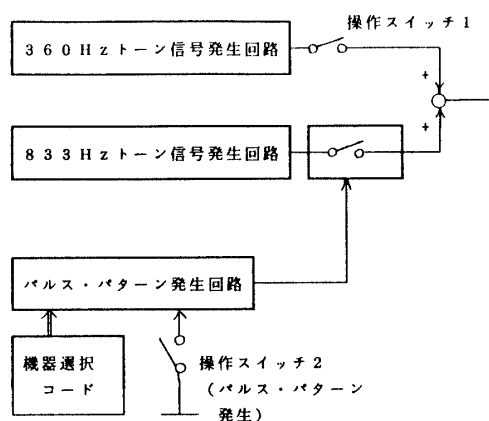 操作スイッチ1
360Hzトーン信号発生回路
+
+
833Hzトーン信号発生回路
パルス・パターン発生回路
機器選択
コード
操作スイッチ2
(パルス・パターン
発生)